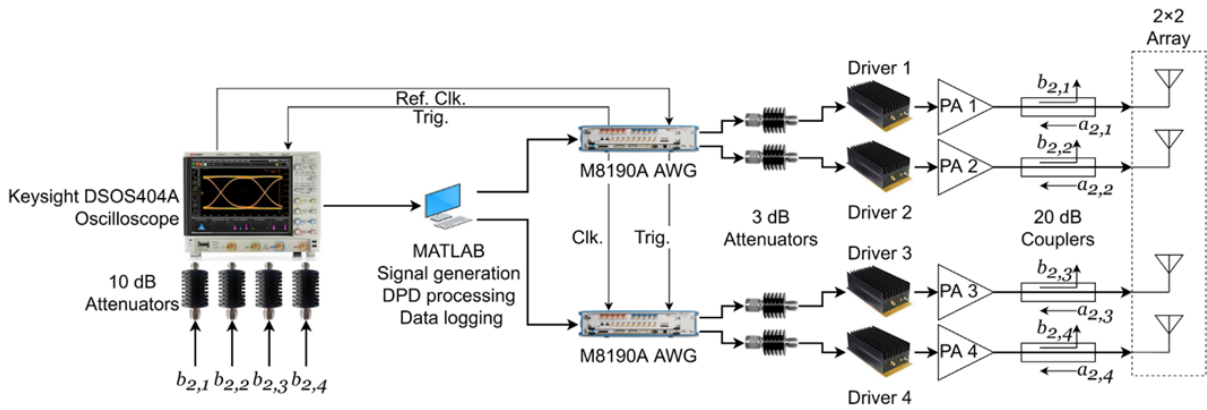 2×2
Array
Driver 1
Ref. Clk.
Trig.
PA 1
b2,1
a2,1
M8190A AWG
PA 2
b2,2
a2,2
Keysight DSOS404A
Oscilloscope
Driver 2
MATLAB
Signal generation
DPD processing
Data logging
Clk.
Trig.
3 dB
Attenuators
20 dB
Couplers
10 dB
Attenuators
Driver 3
PA 3
b2,3
a2,3
M8190A AWG
PA 4
b2,4
a2,4
Driver 4
b2,1 b2,2 b2,3 b2,4